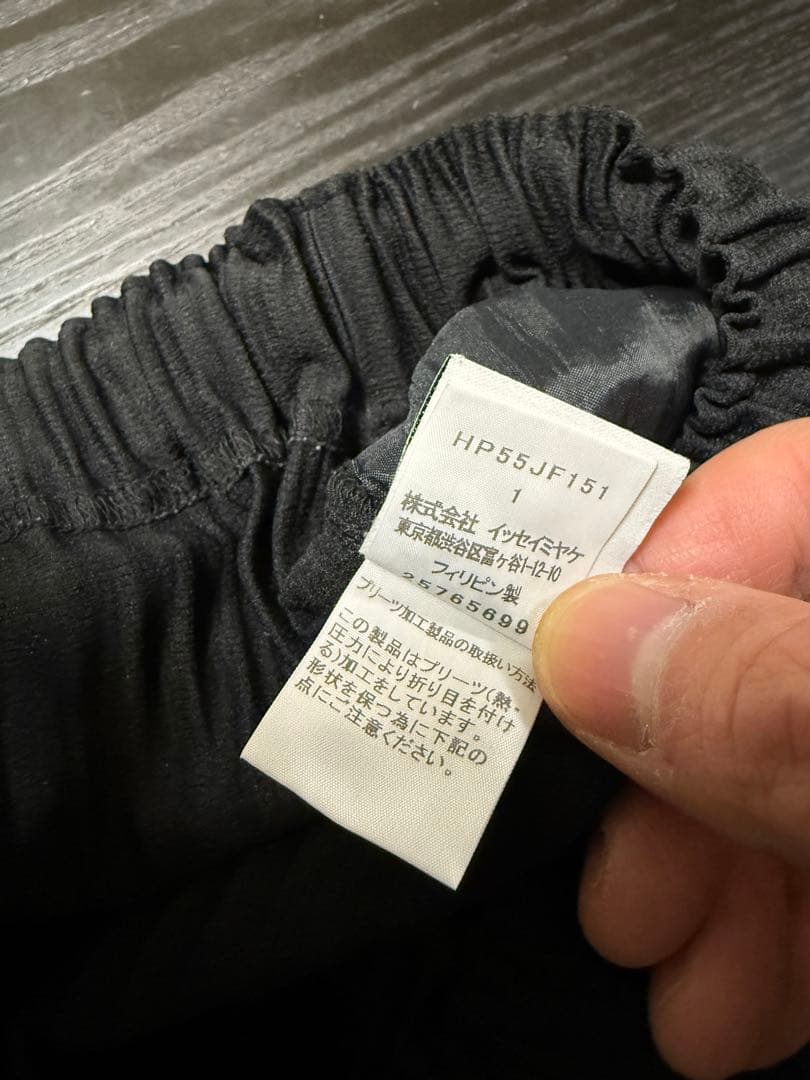 HP55JF151
1
株式会社 イッセイミヤケ
東京都渋谷区富ヶ谷1-12-10
フィリピン製
25765699
プリーツ加工製品の取扱い方法
この製品はプリーツ(熱、
圧力により折り目を付け
る)加工をしています。
形状を保つ為に下記の
点にご注意ください。